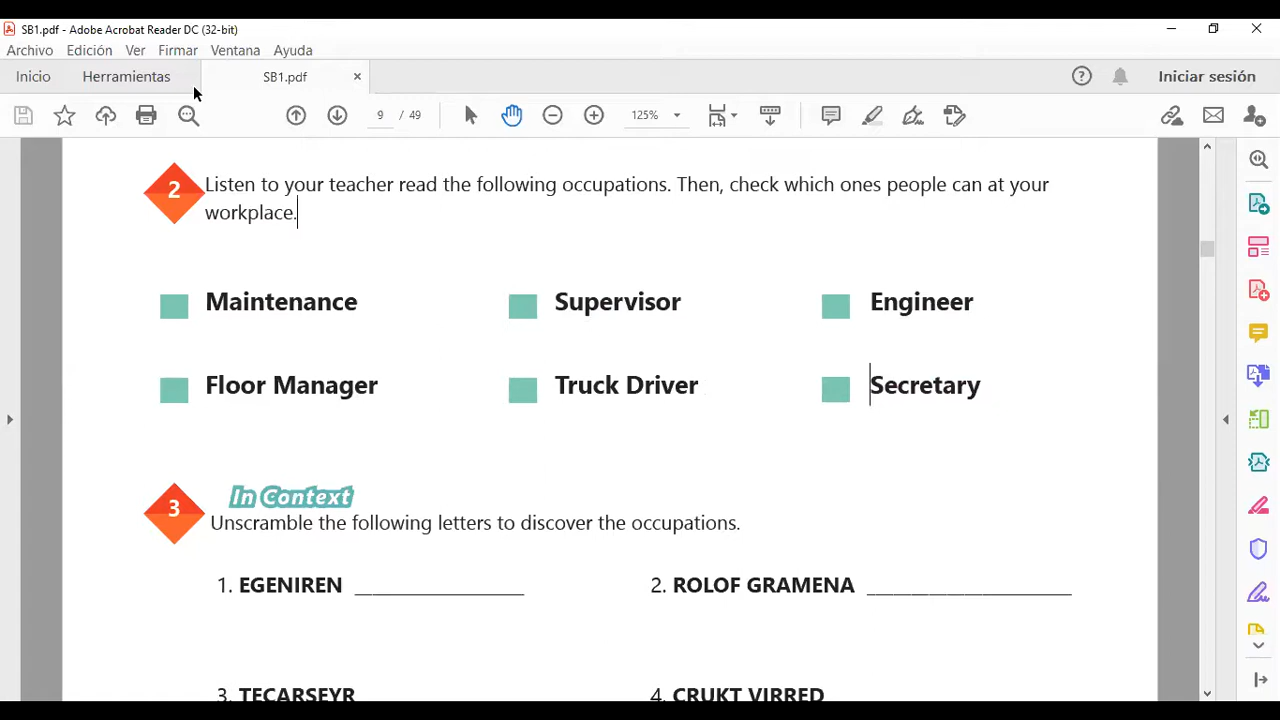 SB1.pdf - Adobe Acrobat Reader DC (32-bit)
Archivo Edición Ver Firmar Ventana Ayuda
Inicio Herramientas SB1.pdf Iniciar sesión
9 / 49 125%
2 Listen to your teacher read the following occupations. Then, check which ones people can at your
workplace.
Maintenance Supervisor Engineer
Floor Manager Truck Driver Secretary
In Context
3 Unscramble the following letters to discover the occupations.
1. EGENIREN ________________ 2. ROLOF GRAMENA ___________________
3. TECARSEYR 4. CRUKT VIRRED